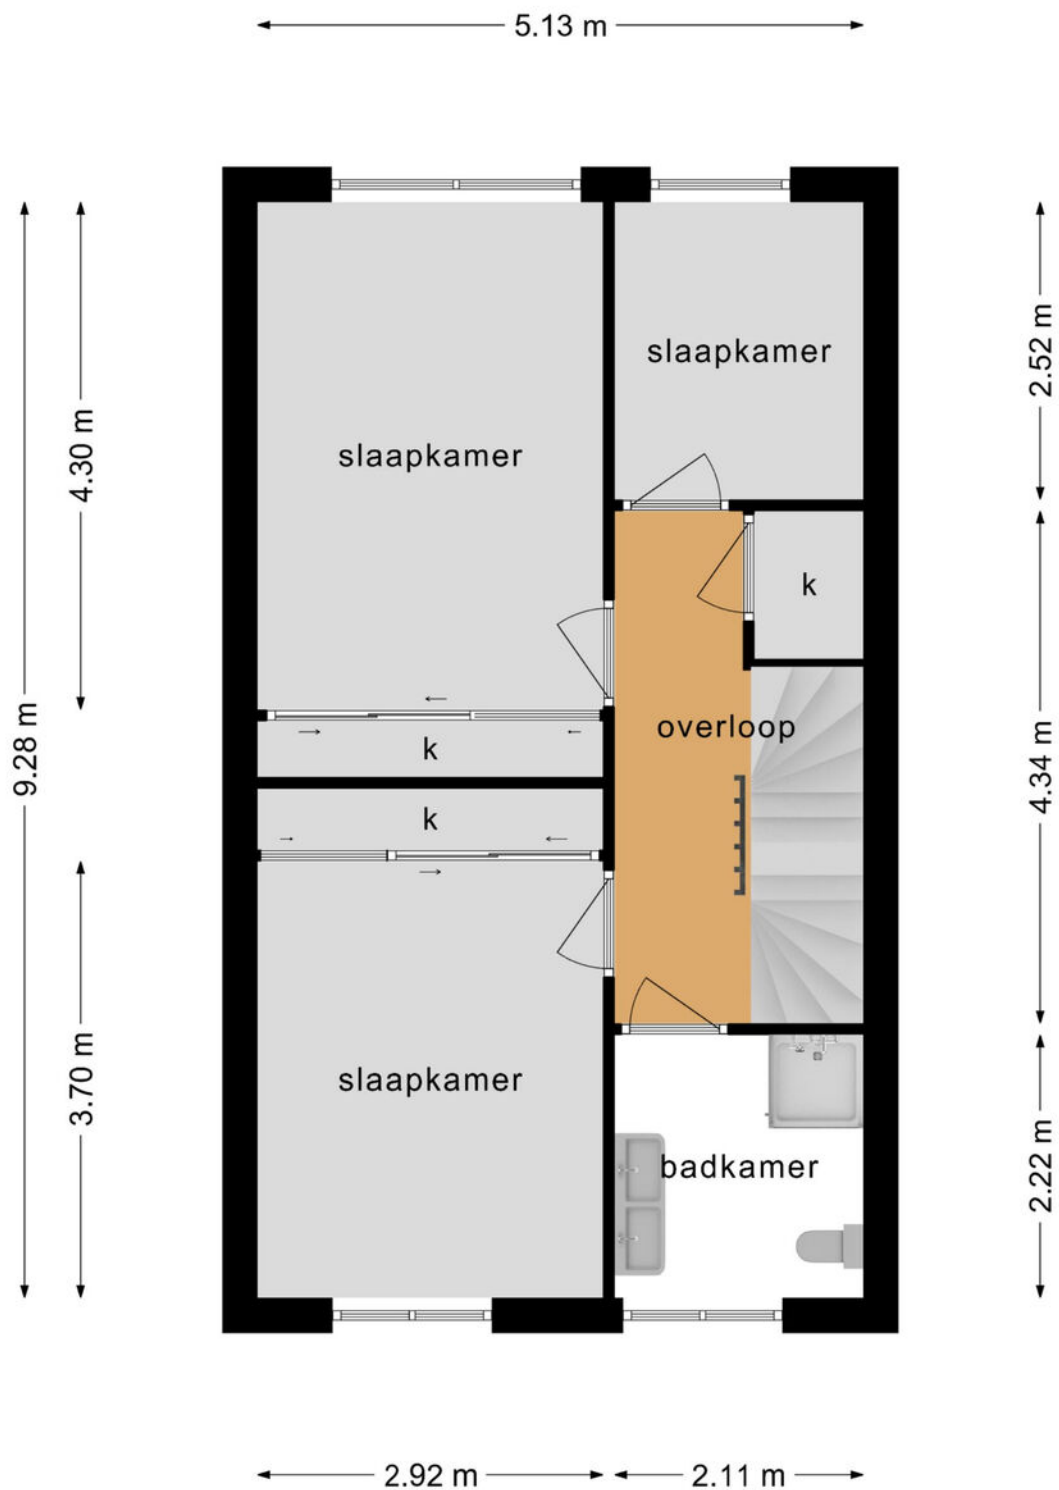 5.13 m
slaapkamer
2.52 m
4.30 m
slaapkamer
k
9.28 m
overloop
k
4.34 m
k
3.70 m
slaapkamer
badkamer
2.22 m
2.92 m
2.11 m